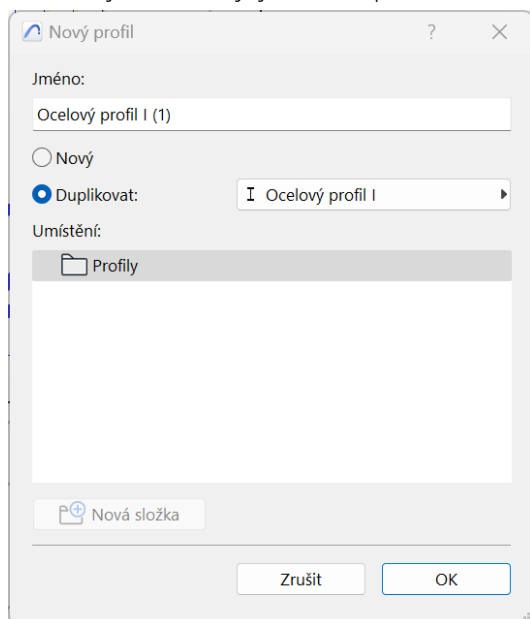 Nový profil
Jméno:
Ocelový profil I (1)
Nový
Duplikovat:
Ocelový profil I
Umístění:
Profily
Nová složka
Zrušit
OK